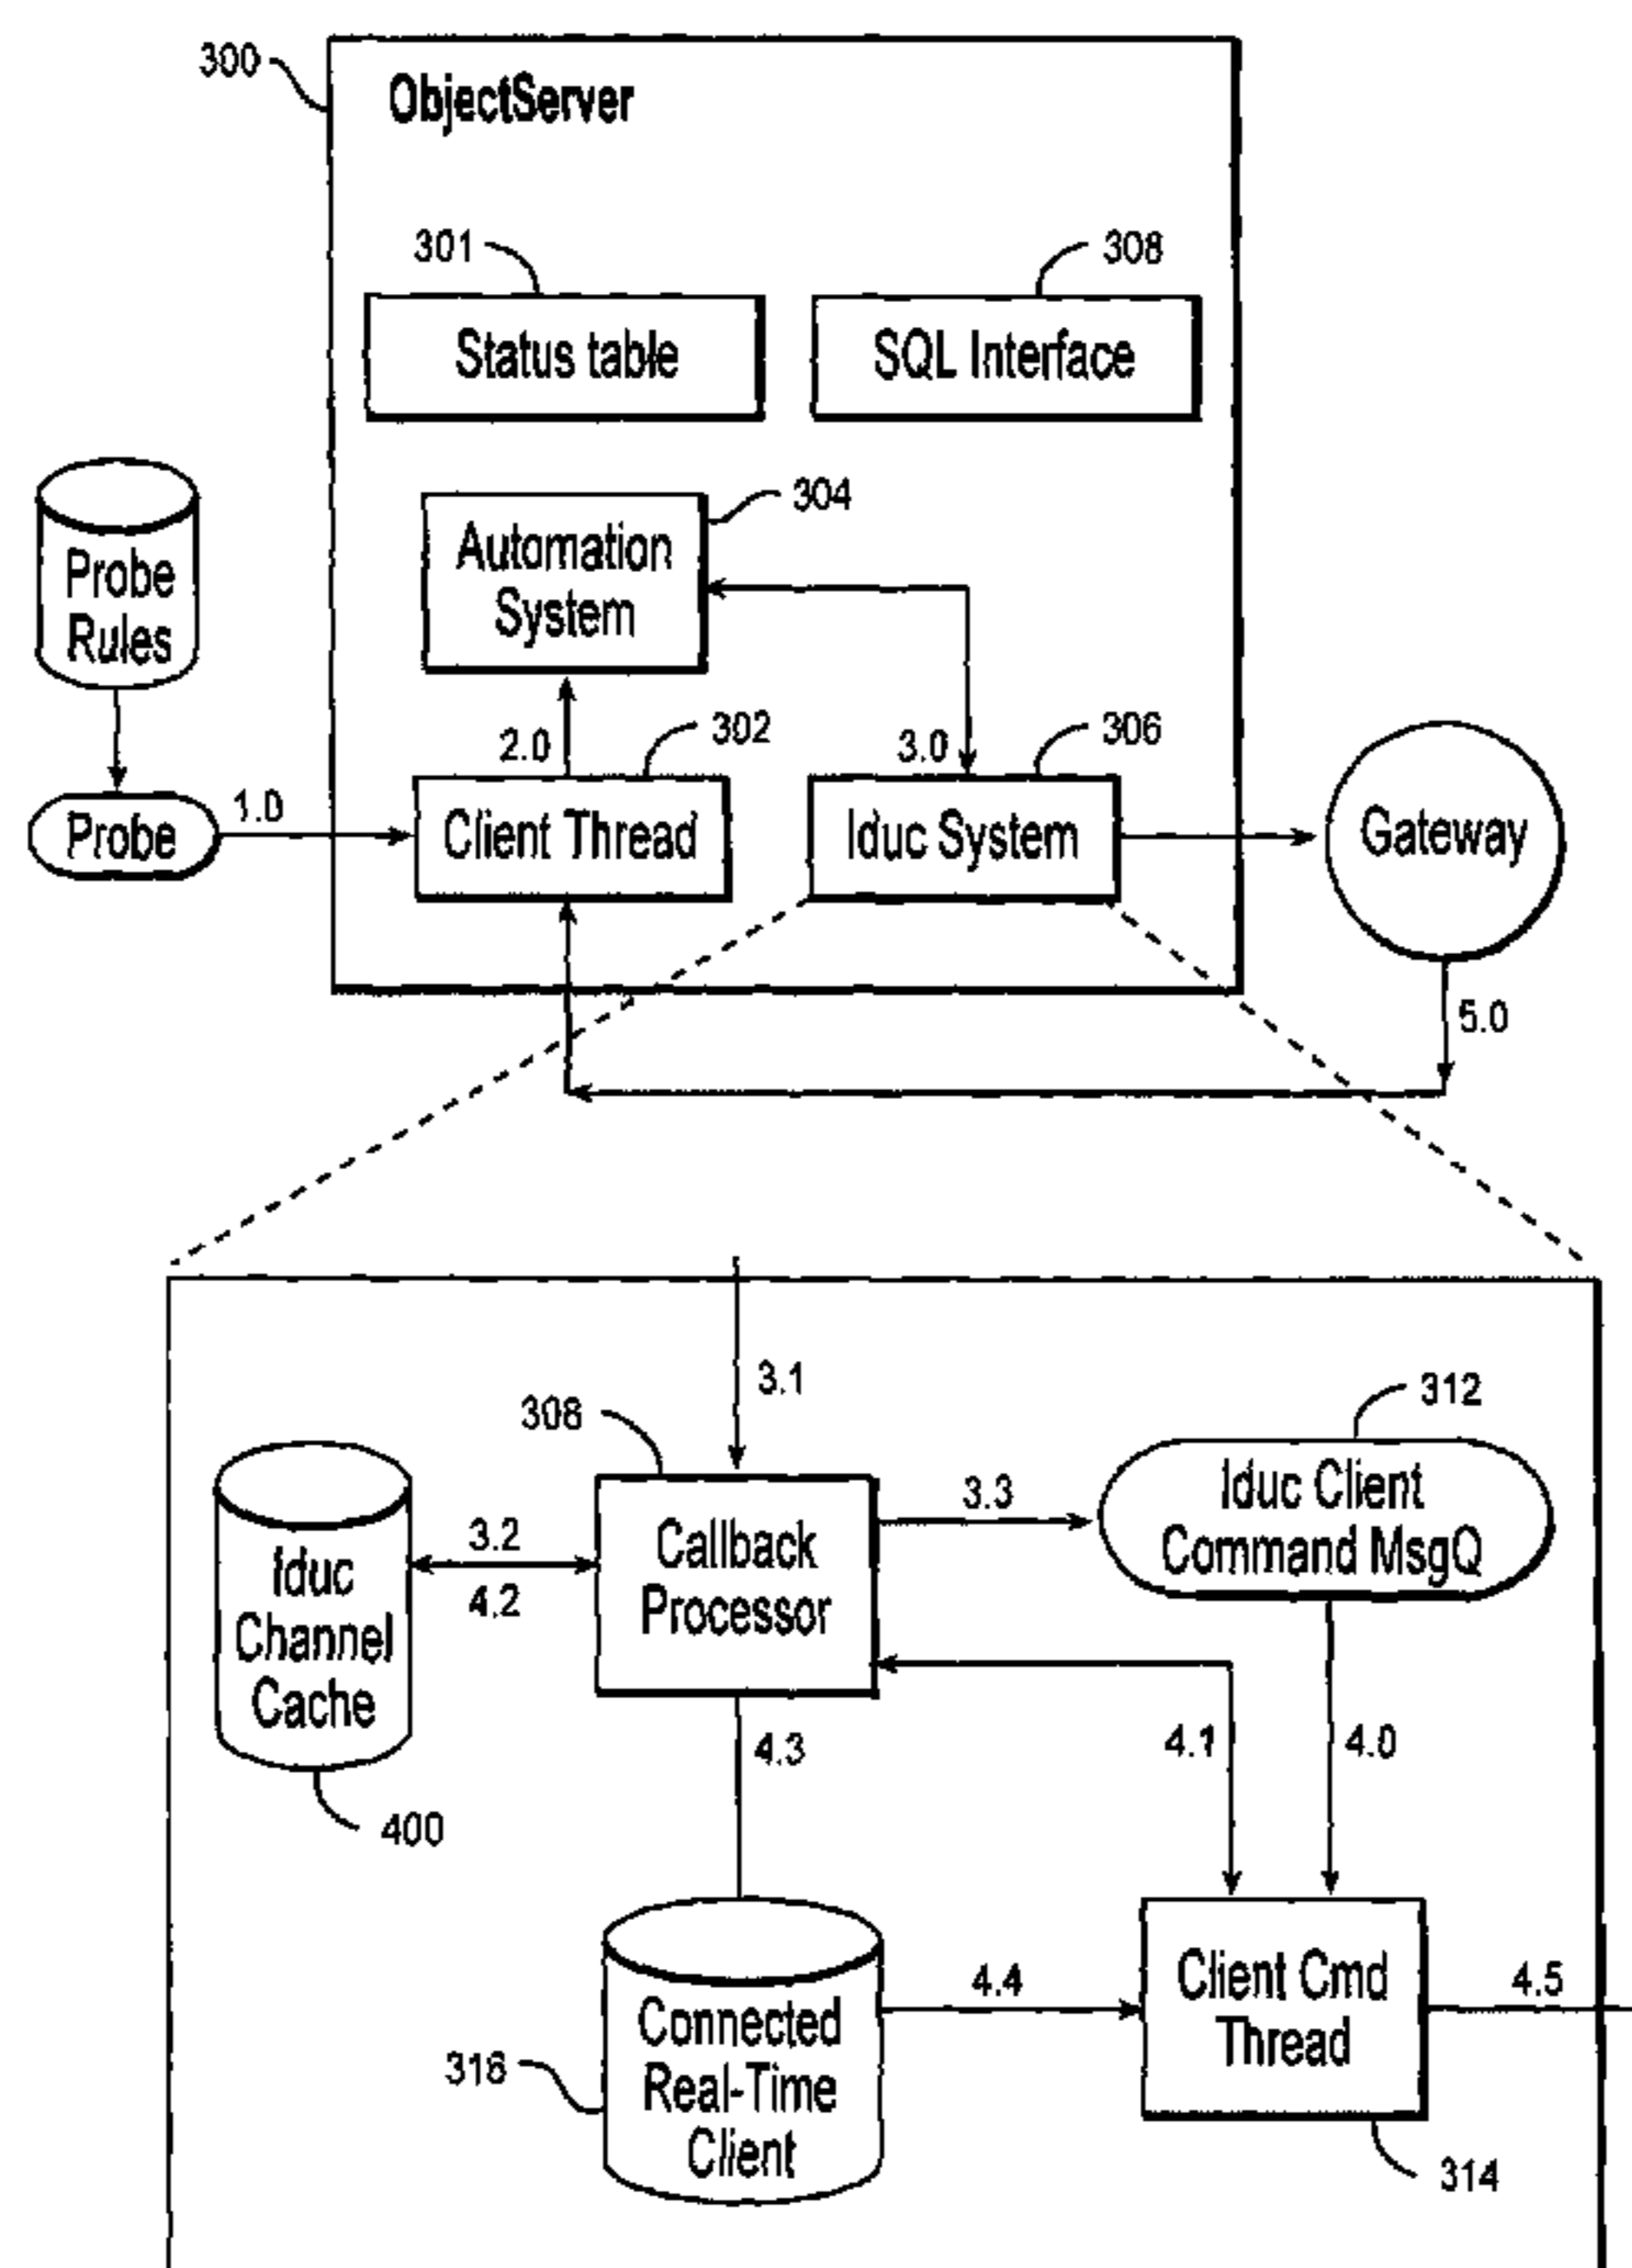 300
ObjectServer
301
308
Status table
SQL Interface
304
Automation
System
Probe
Rules
2.0
302
3.0
306
Probe
1.0
Client Thread
Iduc System
Gateway
5.0
3.1
308
312
Iduc Client
Command MsgQ
3.3
Callback
Processor
3.2
4.2
Iduc
Channel
Cache
4.3
4.1
4.0
400
Connected
Real-Time
Client
4.4
Client Cmd
Thread
4.5
316
314